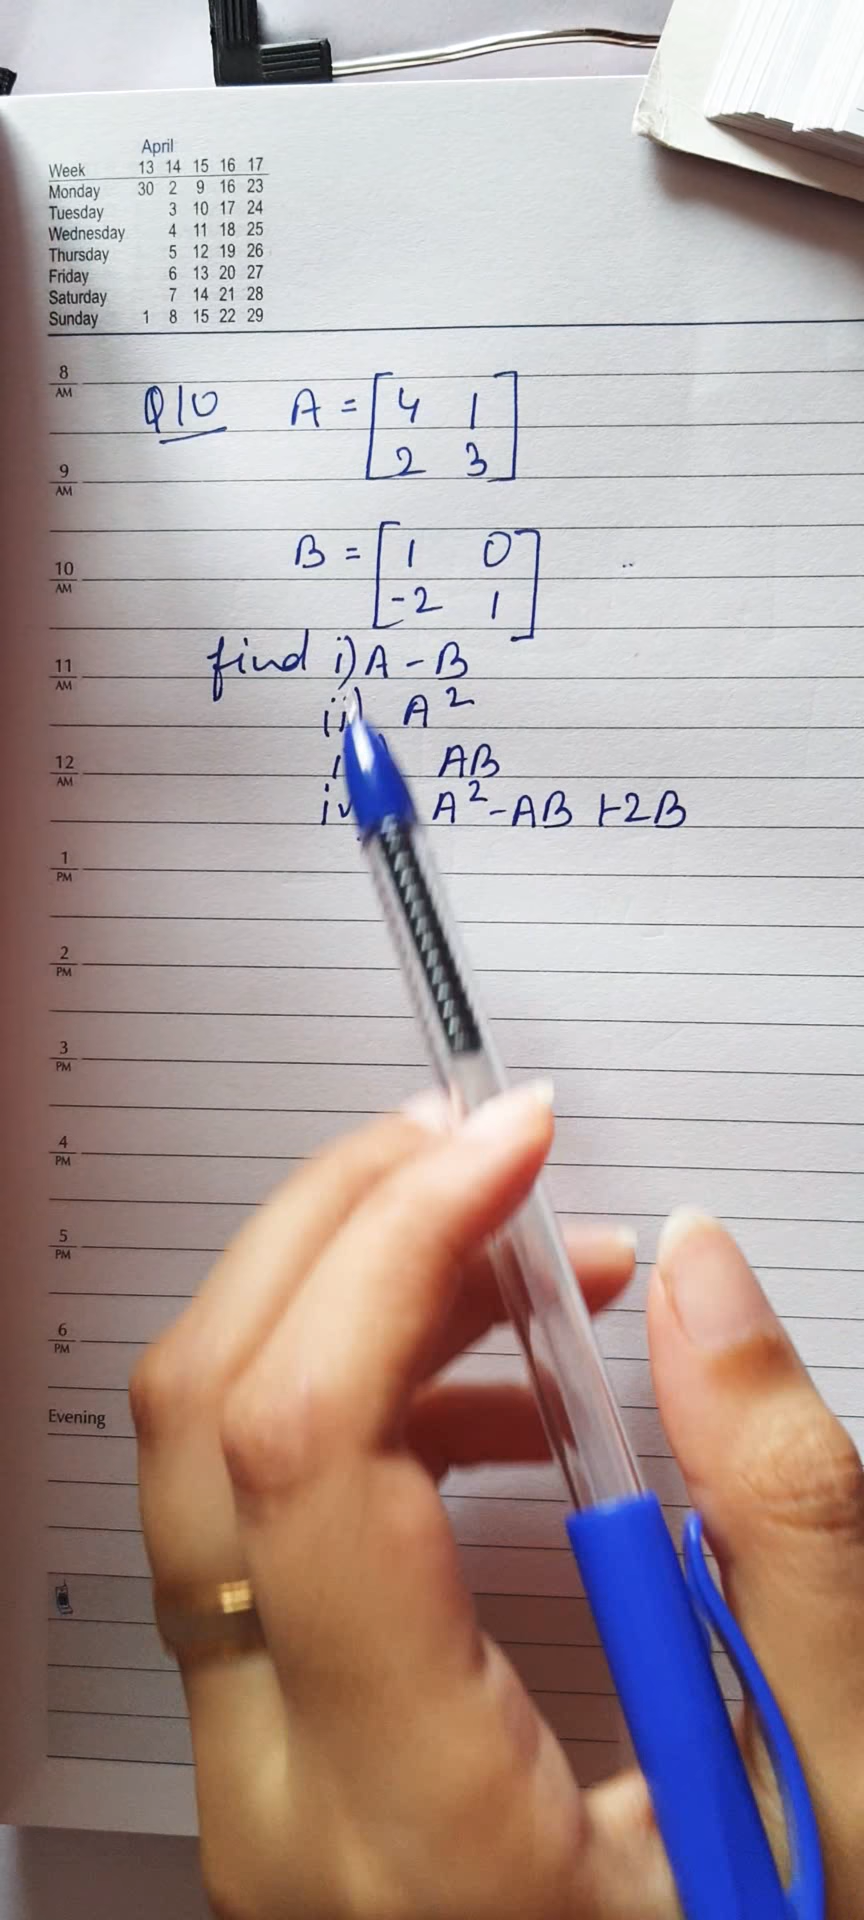 April
Week 13 14 15 16 17
Monday 30 2 9 16 23
Tuesday 3 10 17 24
Wednesday 4 11 18 25
Thursday 5 12 19 26
Friday 6 13 20 27
Saturday 7 14 21 28
Sunday 1 8 15 22 29
8 AM
Q10 A = [4 1
2 3]
9 AM
B = [1 0
-2 1]
10 AM
find i) A - B
11 AM
ii) A²
12 AM
AB
iv A² - AB + 2B
1 PM
2 PM
3 PM
4 PM
5 PM
6 PM
Evening